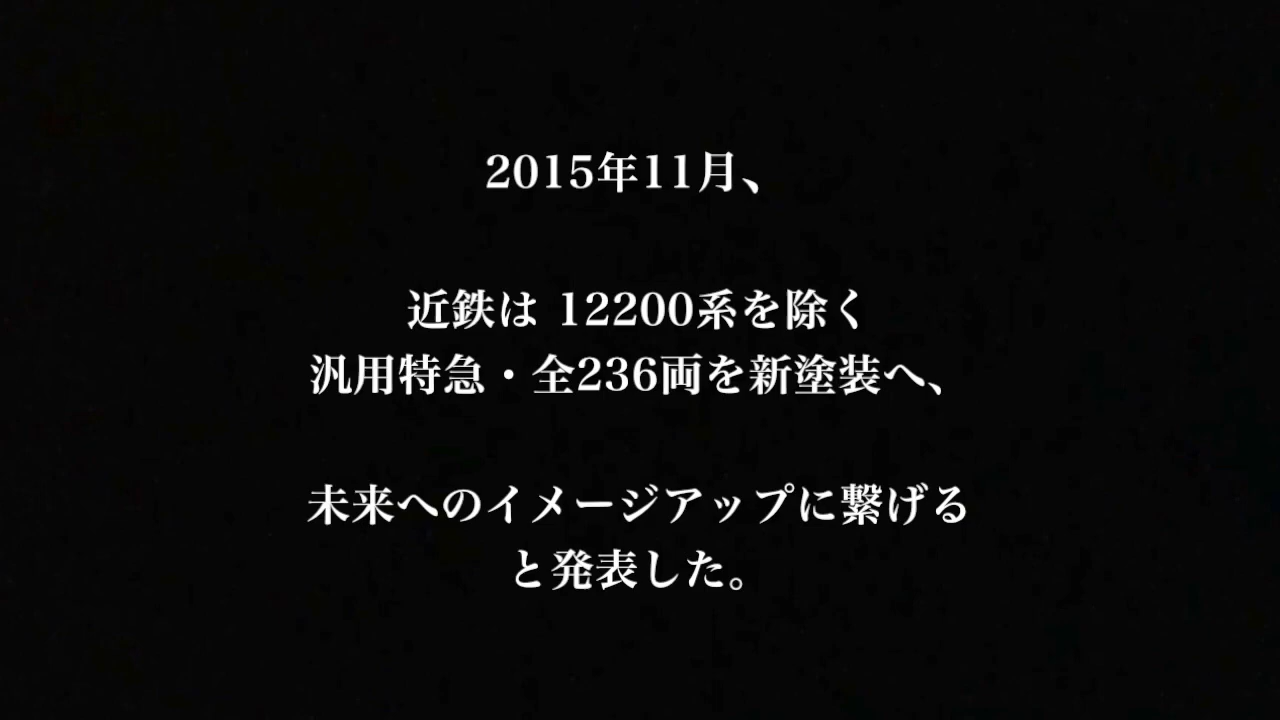 2015年11月、
近鉄は 12200系を除く
汎用特急・全236両を新塗装へ、
未来へのイメージアップに繋げる
と発表した。